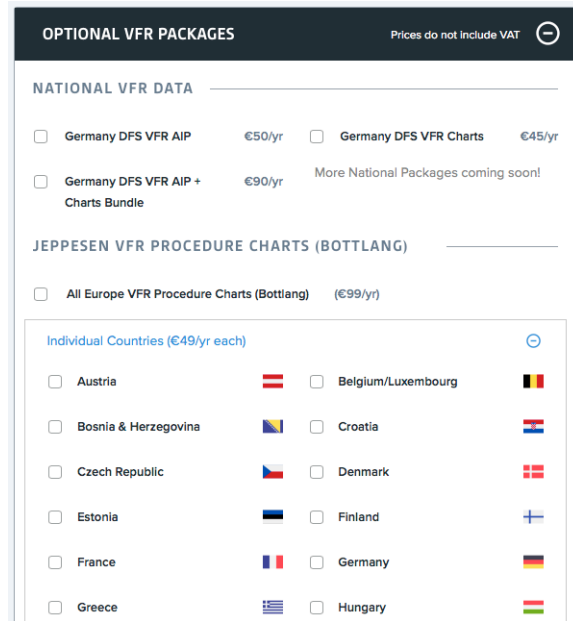 OPTIONAL VFR PACKAGES Prices do not include VAT
NATIONAL VFR DATA
Germany DFS VFR AIP €50/yr Germany DFS VFR Charts €45/yr
Germany DFS VFR AIP + Charts Bundle €90/yr More National Packages coming soon!
JEPPESEN VFR PROCEDURE CHARTS (BOTTLANG)
All Europe VFR Procedure Charts (Bottlang) (€99/yr)
Individual Countries (€49/yr each)
Austria Belgium/Luxembourg
Bosnia & Herzegovina Croatia
Czech Republic Denmark
Estonia Finland
France Germany
Greece Hungary